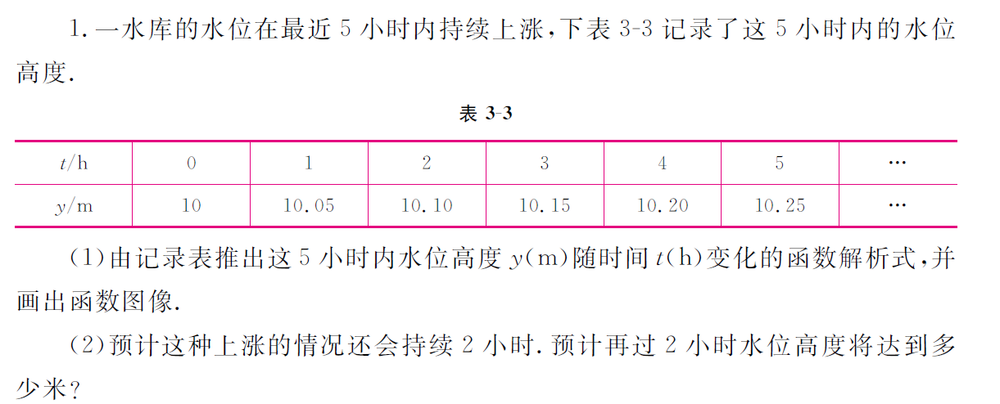 1. 一水库的水位在最近 5 小时内持续上涨,下表 3-3 记录了这 5 小时内的水位
高度.
表 3-3
t/h 0 1 2 3 4 5 …
y/m 10 10.05 10.10 10.15 10.20 10.25 …
(1)由记录表推出这 5 小时内水位高度 y(m)随时间 t(h)变化的函数解析式,并
画出函数图像.
(2)预计这种上涨的情况还会持续 2 小时. 预计再过 2 小时水位高度将达到多
少米?